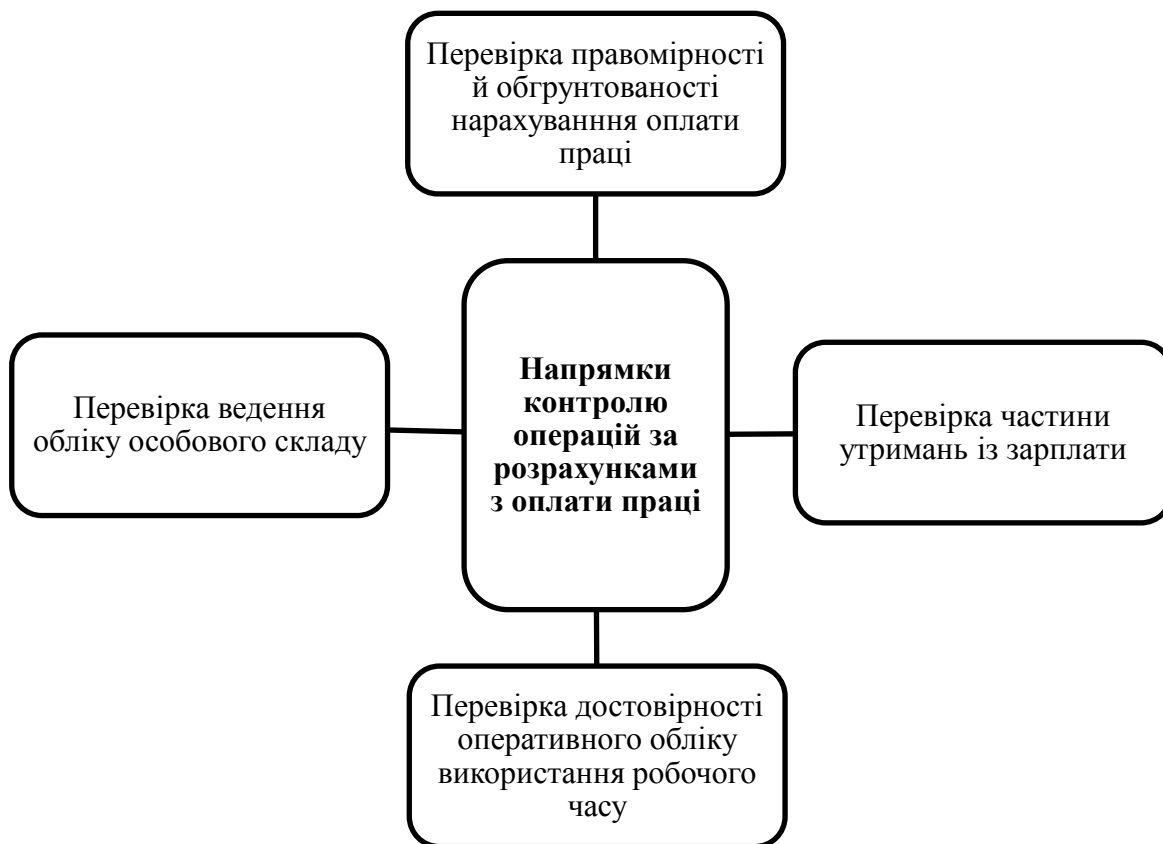 Перевірка правомірності
й обгрунтованості
нарахуванння оплати
праці
Перевірка ведення
обліку особового складу
Напрямки
контролю
операцій за
розрахунками
з оплати праці
Перевірка частини
утримань із зарплати
Перевірка достовірності
оперативного обліку
використання робочого
часу